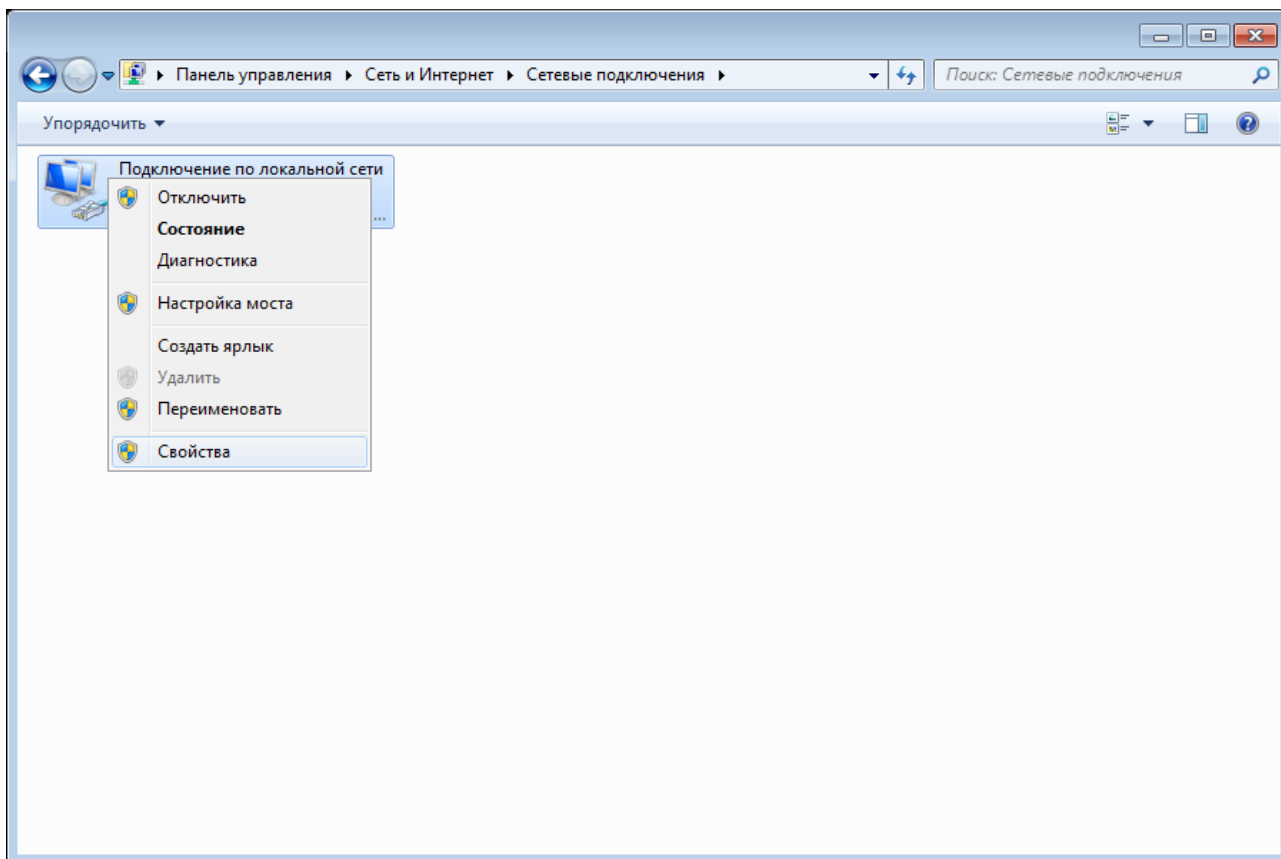 Панель управления Сеть и Интернет Сетевые подключения Поиск: Сетевые подключения
Упорядочить
Подключение по локальной сети
...
Отключить
Состояние
Диагностика
Настройка моста
Создать ярлык
Удалить
Переименовать
Свойства